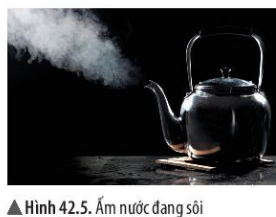 ▲Hình 42.5. Ấm nước đang sôi